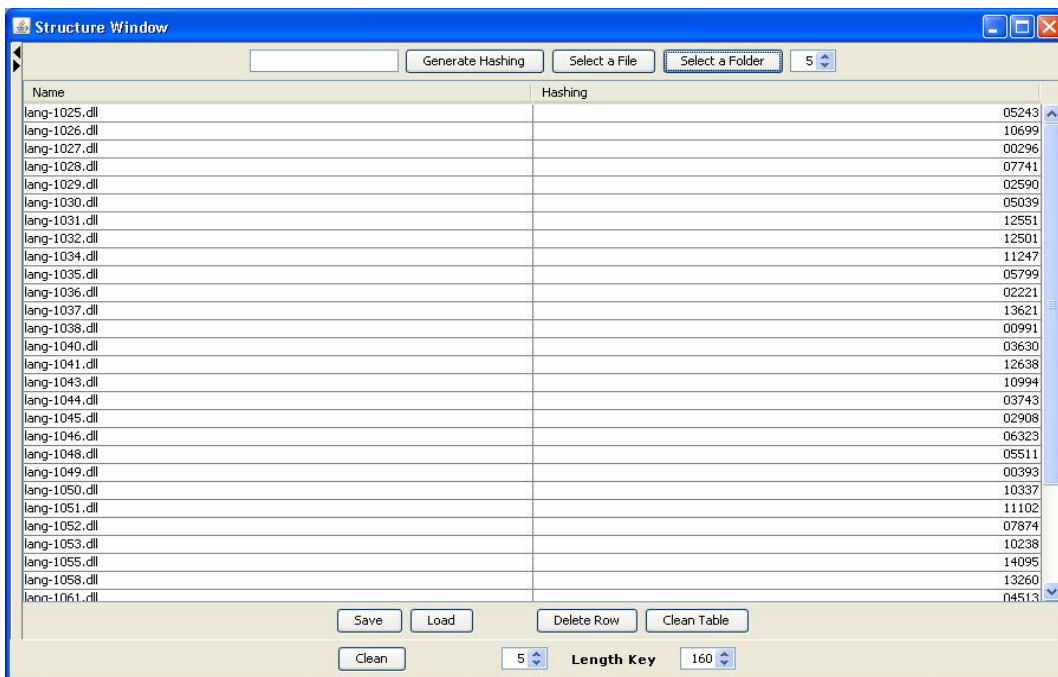 Structure Window
Generate Hashing Select a File Select a Folder 5
Name Hashing
lang-1025.dll 05243
lang-1026.dll 10699
lang-1027.dll 00296
lang-1028.dll 07741
lang-1029.dll 02590
lang-1030.dll 05039
lang-1031.dll 12551
lang-1032.dll 12501
lang-1034.dll 11247
lang-1035.dll 05799
lang-1036.dll 02221
lang-1037.dll 13621
lang-1038.dll 00991
lang-1040.dll 03630
lang-1041.dll 12638
lang-1043.dll 10994
lang-1044.dll 03743
lang-1045.dll 02908
lang-1046.dll 06323
lang-1048.dll 05511
lang-1049.dll 00393
lang-1050.dll 10337
lang-1051.dll 11102
lang-1052.dll 07874
lang-1053.dll 10238
lang-1055.dll 14095
lang-1058.dll 13260
lang-1061.dll 04513
Save Load Delete Row Clean Table
Clean 5 Length Key 160